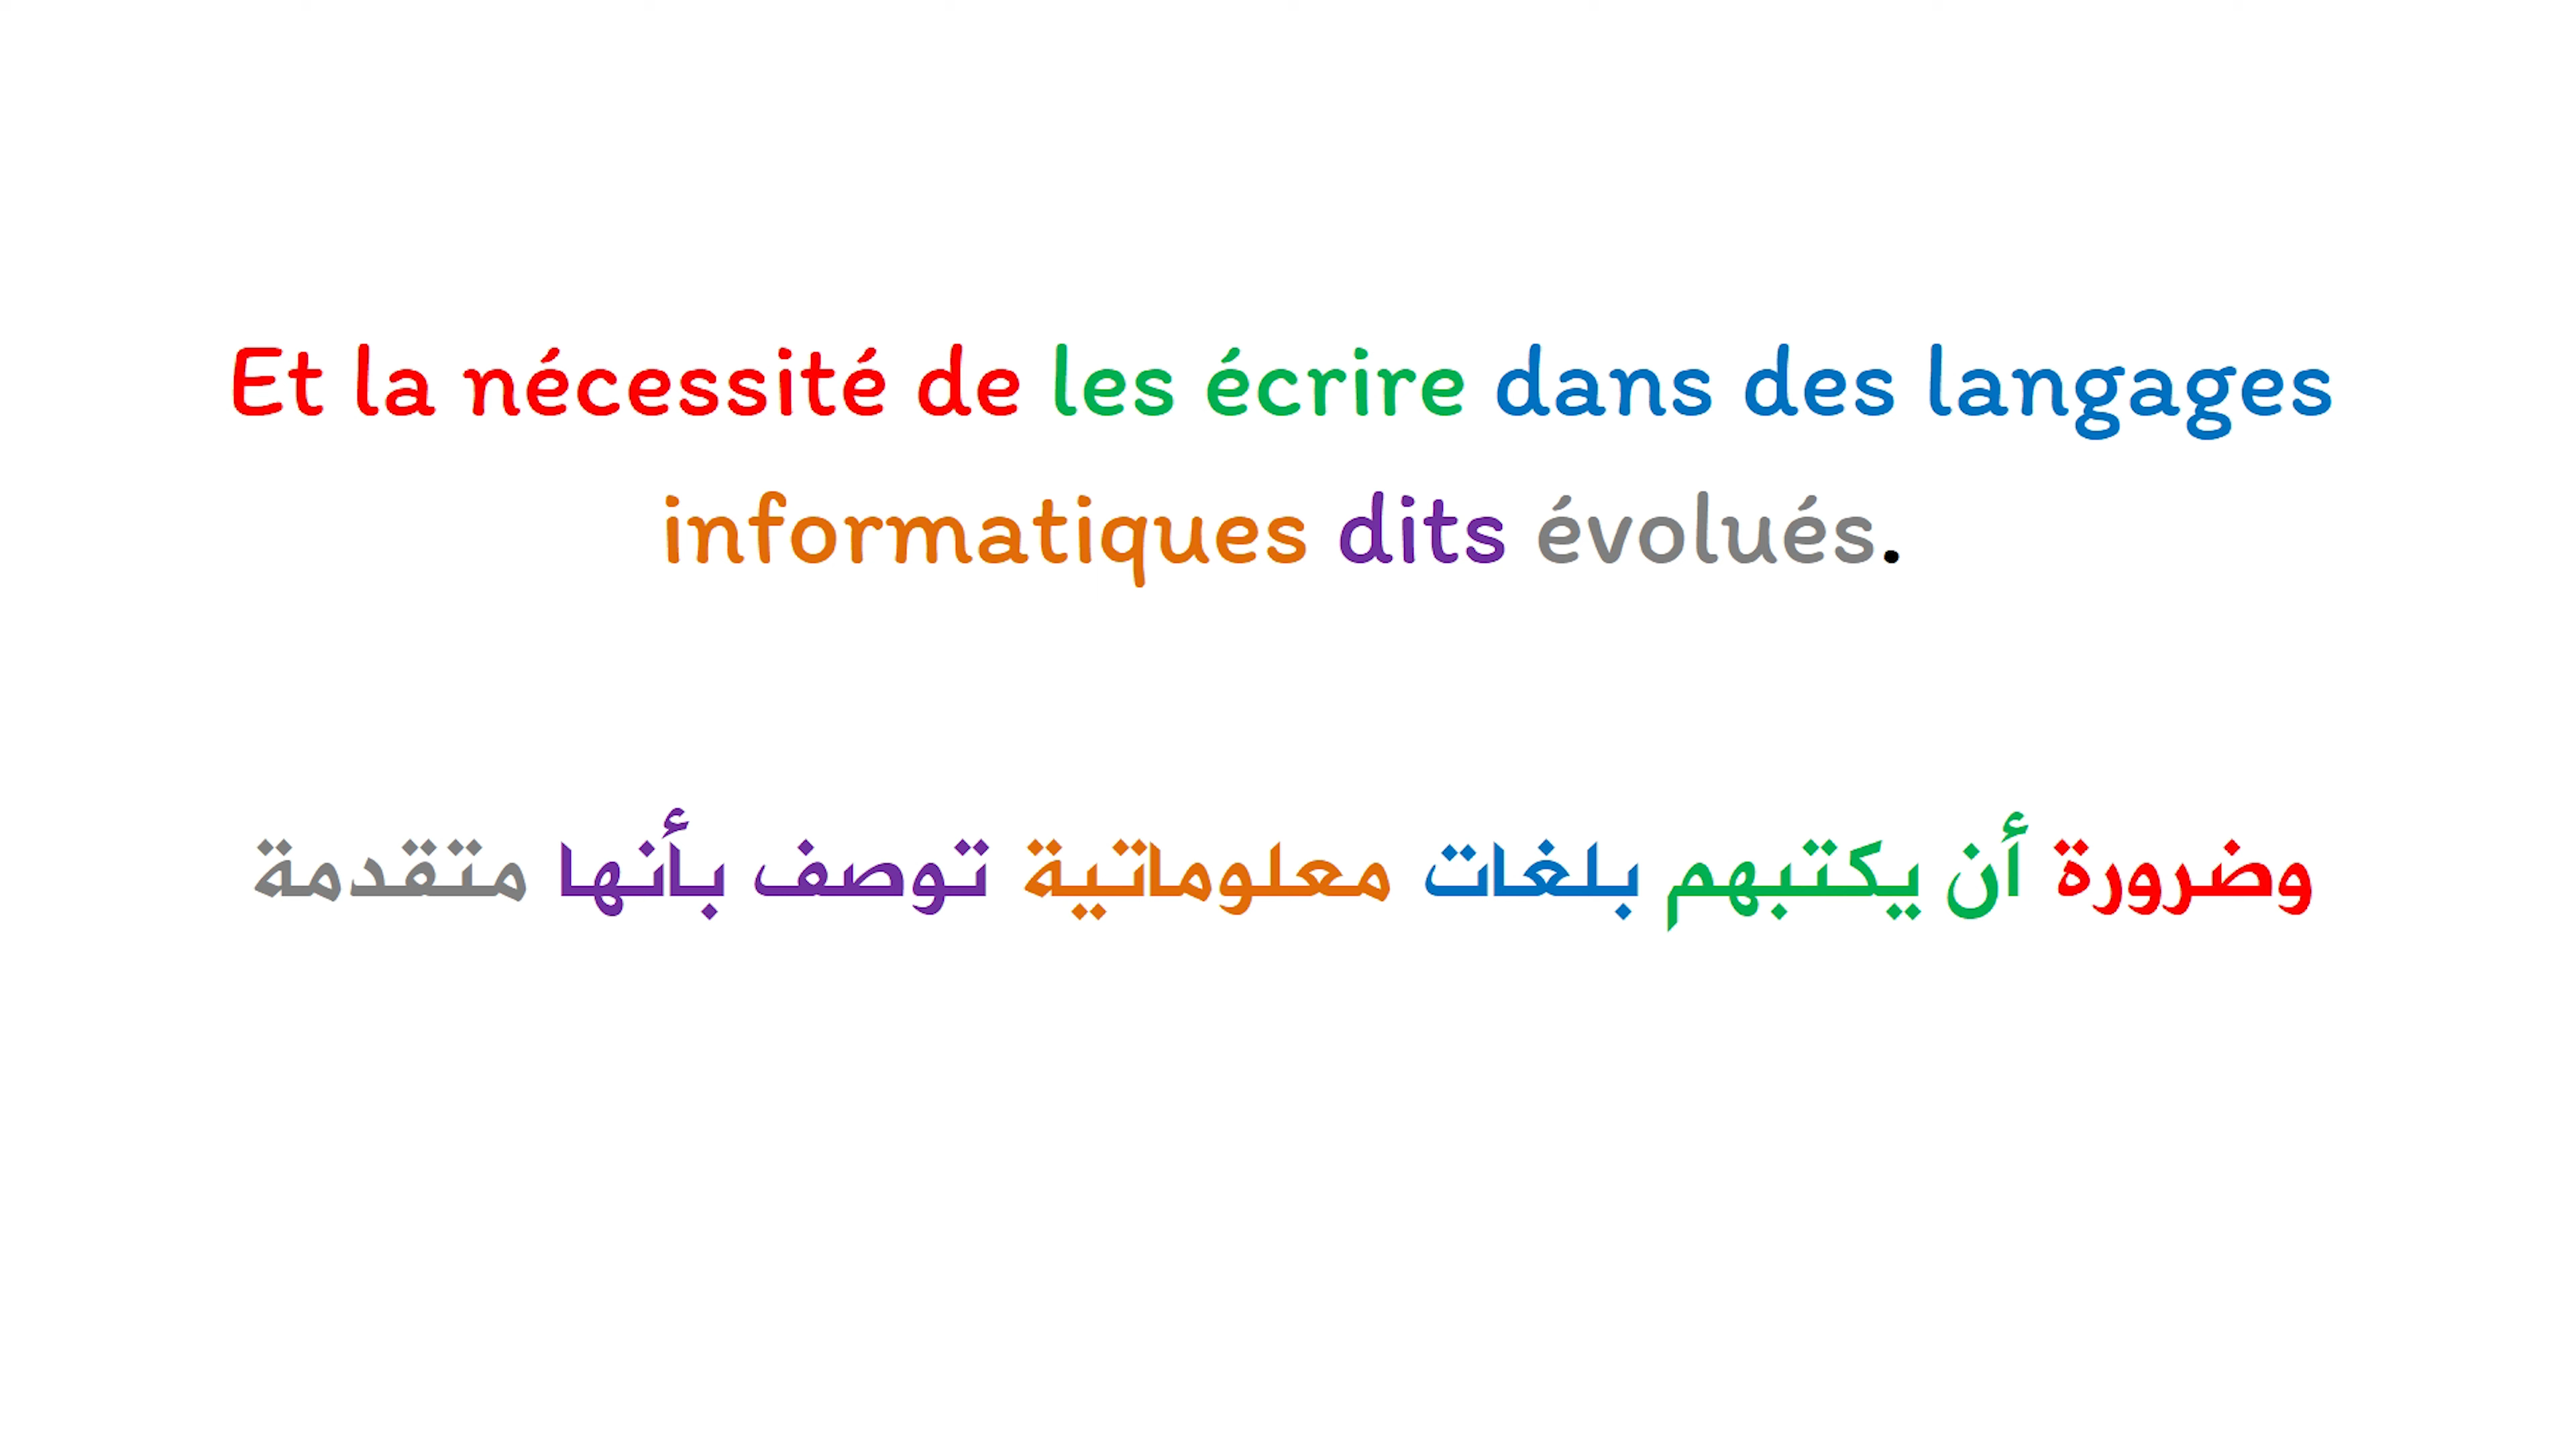 Et la nécessité de les écrire dans des langages
informatiques dits évolués.
وضرورة أن يكتبهم بلغات معلوماتية توصف بأنها متقدمة